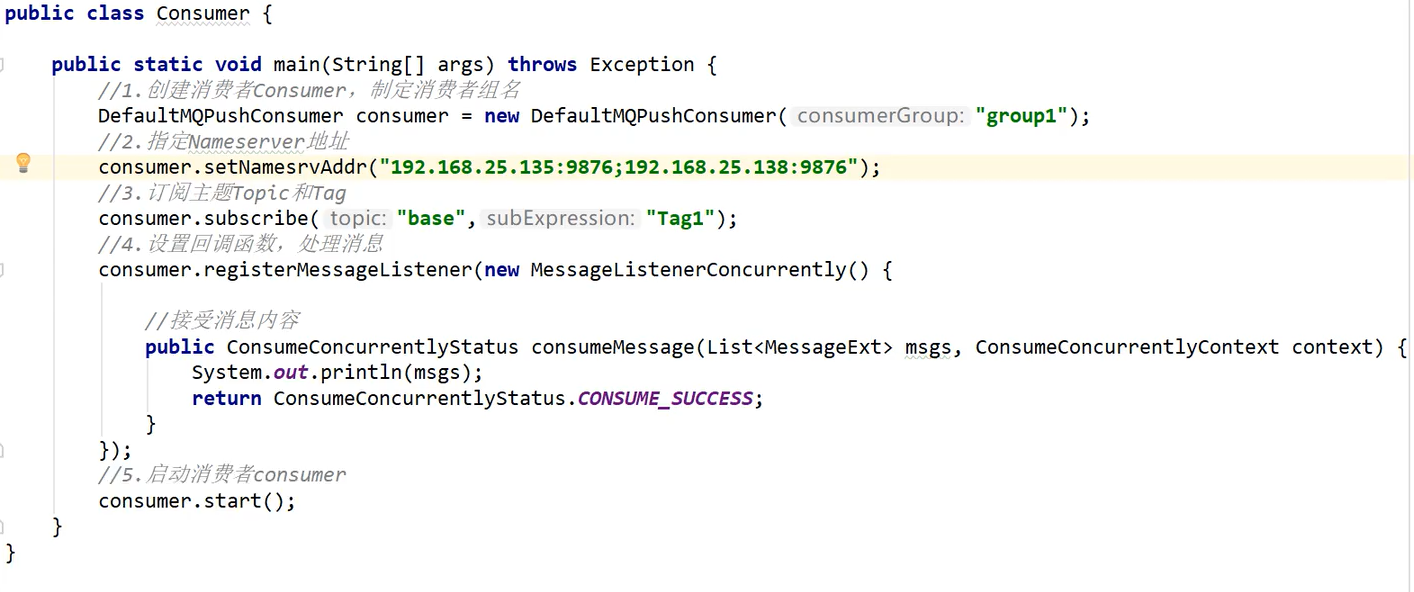 public class Consumer {
public static void main(String[] args) throws Exception {
//1.创建消费者Consumer，制定消费者组名
DefaultMQPushConsumer consumer = new DefaultMQPushConsumer( consumerGroup: "group1");
//2.指定Nameserver地址
consumer.setNamesrvAddr("192.168.25.135:9876;192.168.25.138:9876");
//3.订阅主题Topic和Tag
consumer.subscribe( topic: "base", subExpression: "Tag1");
//4.设置回调函数，处理消息
consumer.registerMessageListener(new MessageListenerConcurrently() {
//接受消息内容
public ConsumeConcurrentlyStatus consumeMessage(List<MessageExt> msgs, ConsumeConcurrentlyContext context) {
System.out.println(msgs);
return ConsumeConcurrentlyStatus.CONSUME_SUCCESS;
}
});
//5.启动消费者consumer
consumer.start();
}
}